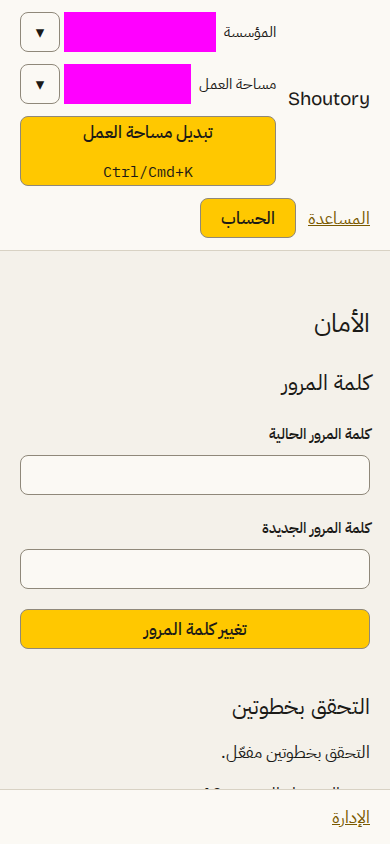 المؤسسة
▼
Shoutory
مساحة العمل
▼
تبديل مساحة العمل
Ctrl/Cmd+K
المساعدة
الحساب
الأمان
كلمة المرور
كلمة المرور الحالية
كلمة المرور الجديدة
تغيير كلمة المرور
التحقق بخطوتين
التحقق بخطوتين مفعّل.
الإدارة